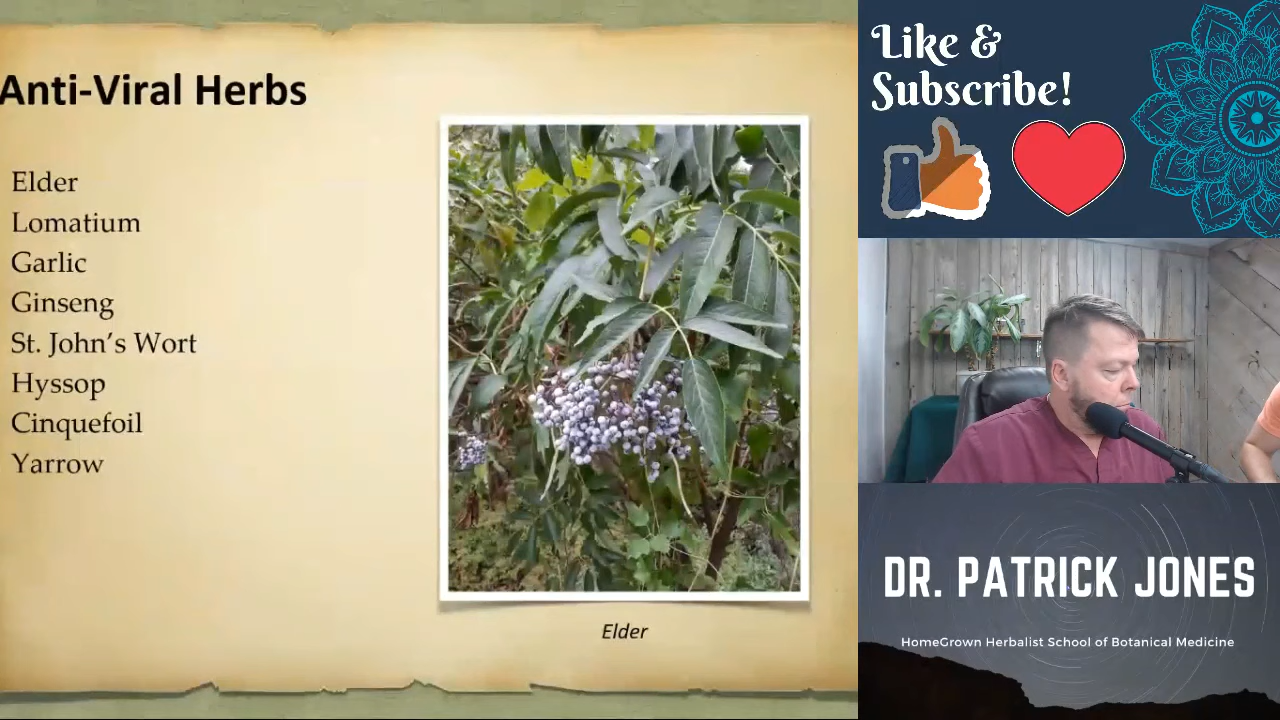 Anti-Viral Herbs
Elder
Lomatium
Garlic
Ginseng
St. John’s Wort
Hyssop
Cinquefoil
Yarrow
Elder
Like &
Subscribe!
DR. PATRICK JONES
HomeGrown Herbalist School of Botanical Medicine